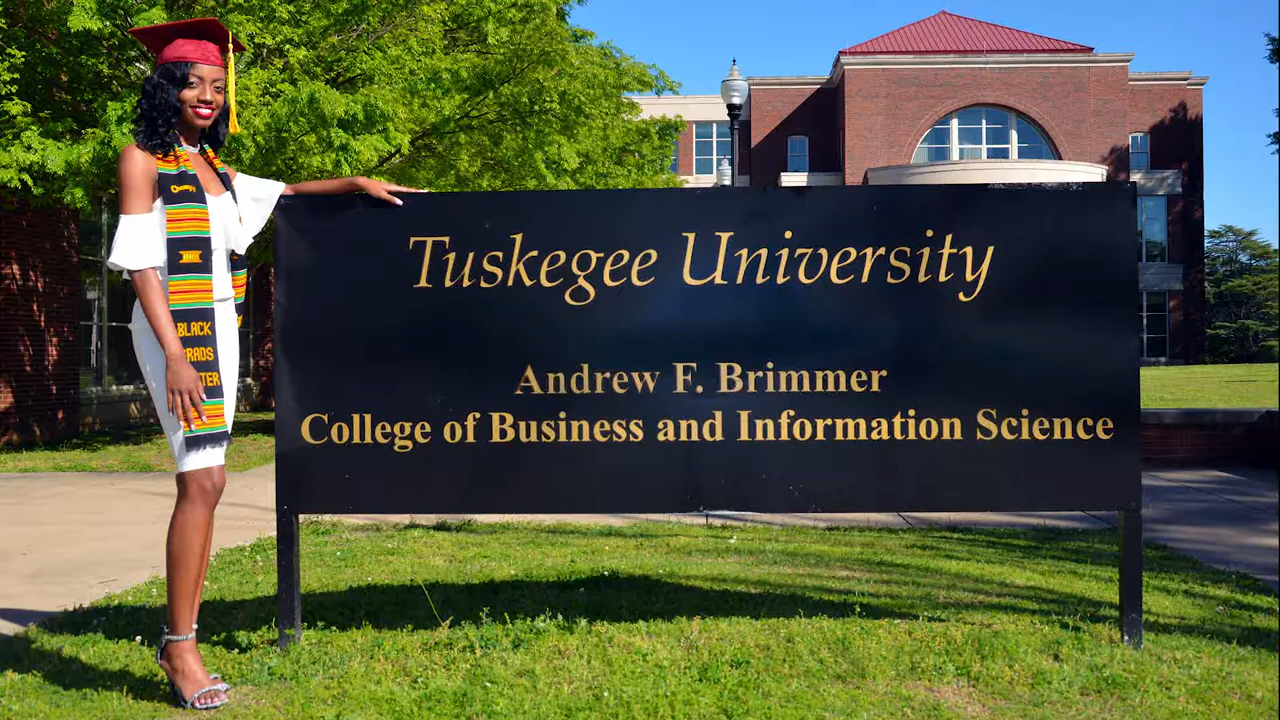 Tuskegee University
Andrew F. Brimmer
College of Business and Information Science
BLACK
GRADS